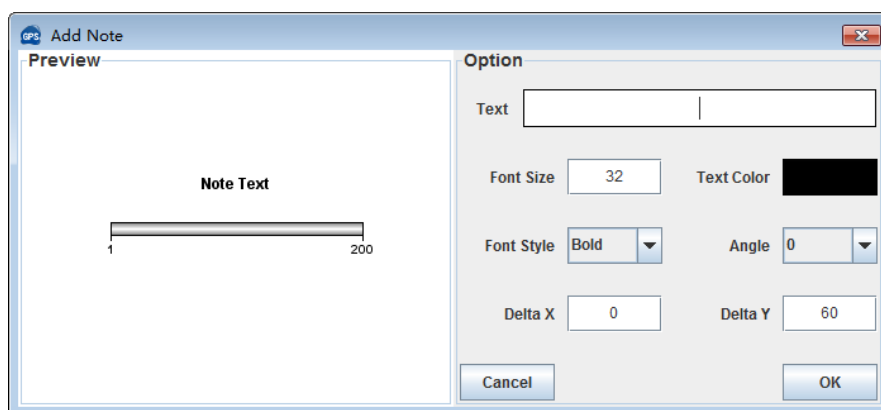 GPS Add Note
Preview
Note Text
1 200
Option
Text
Font Size 32 Text Color
Font Style Bold Angle 0
Delta X 0 Delta Y 60
Cancel OK